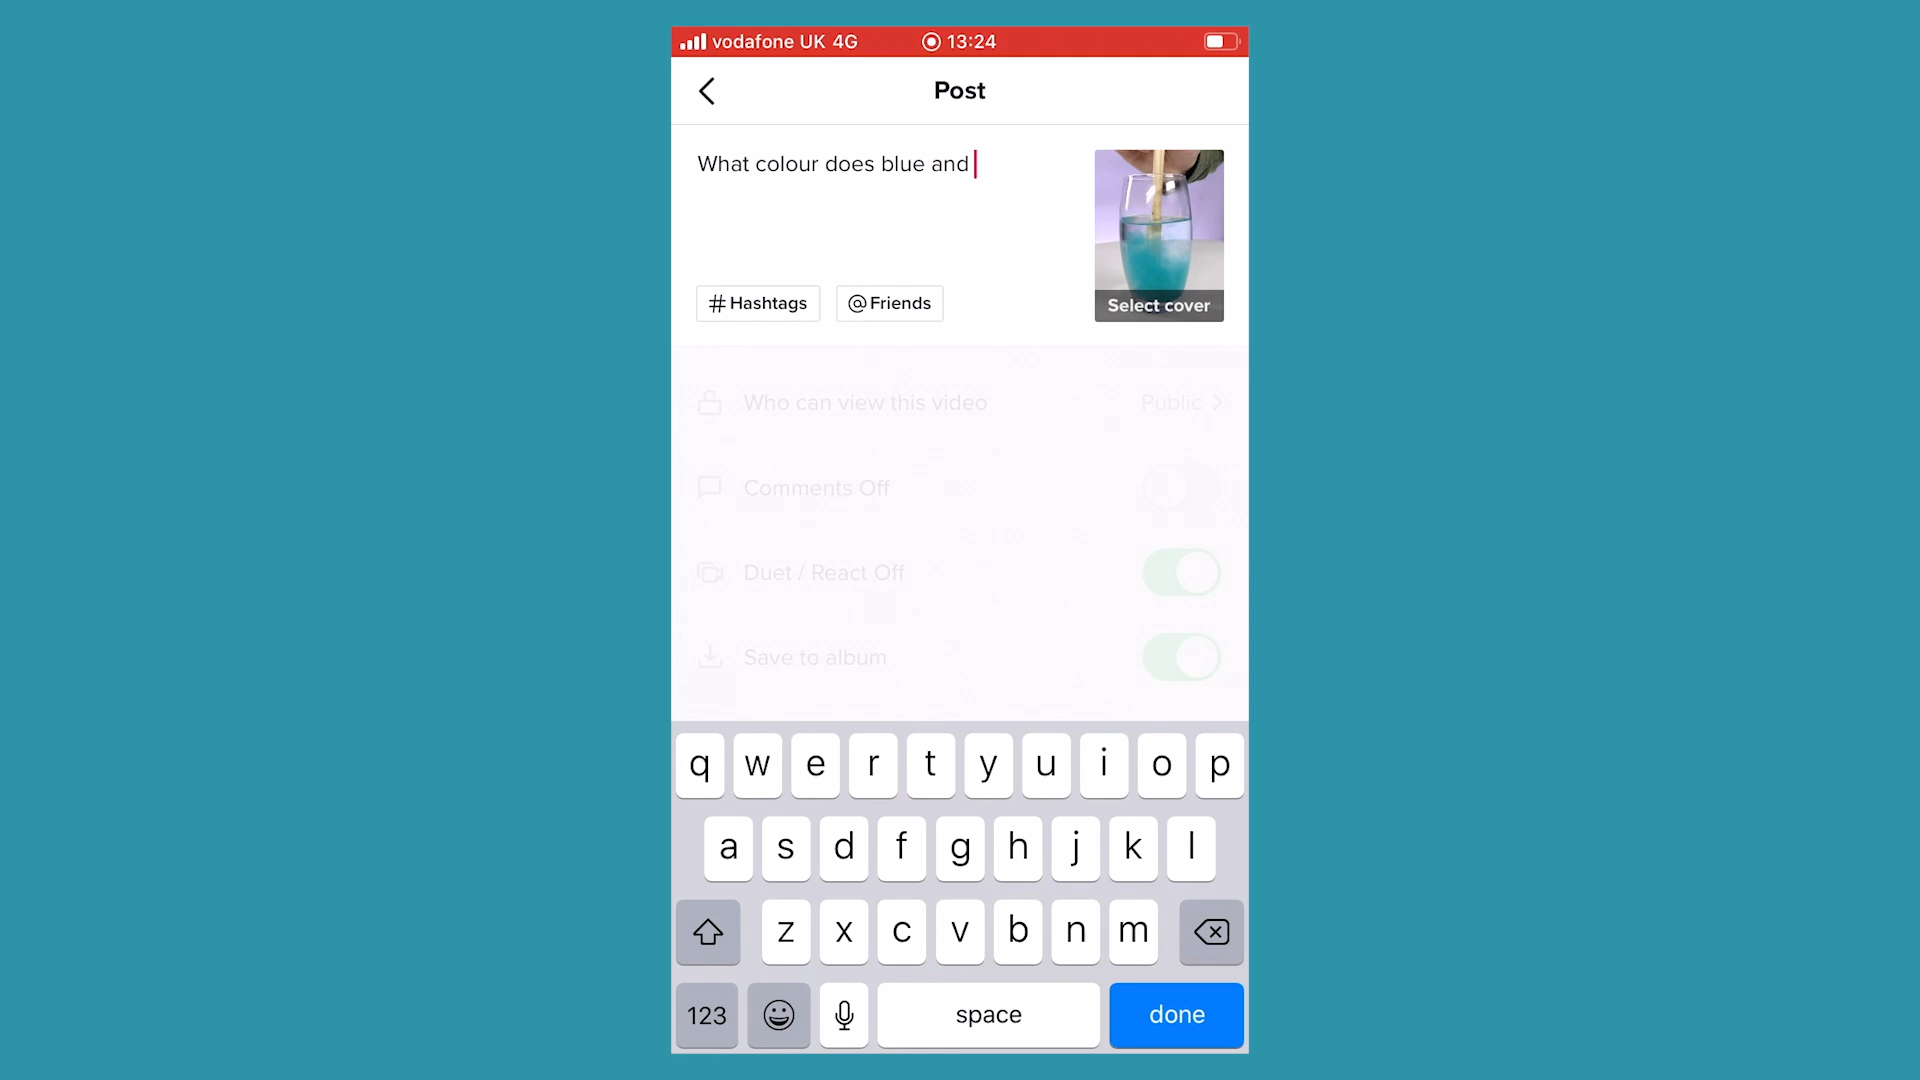 vodafone UK 4G 13:24
Post
What colour does blue and
#Hashtags @Friends
Select cover
Who can view this video Public
Comments Off
Duet / React Off
Save to album
q w e r t y u i o p
a s d f g h j k l
z x c v b n m
123 space done